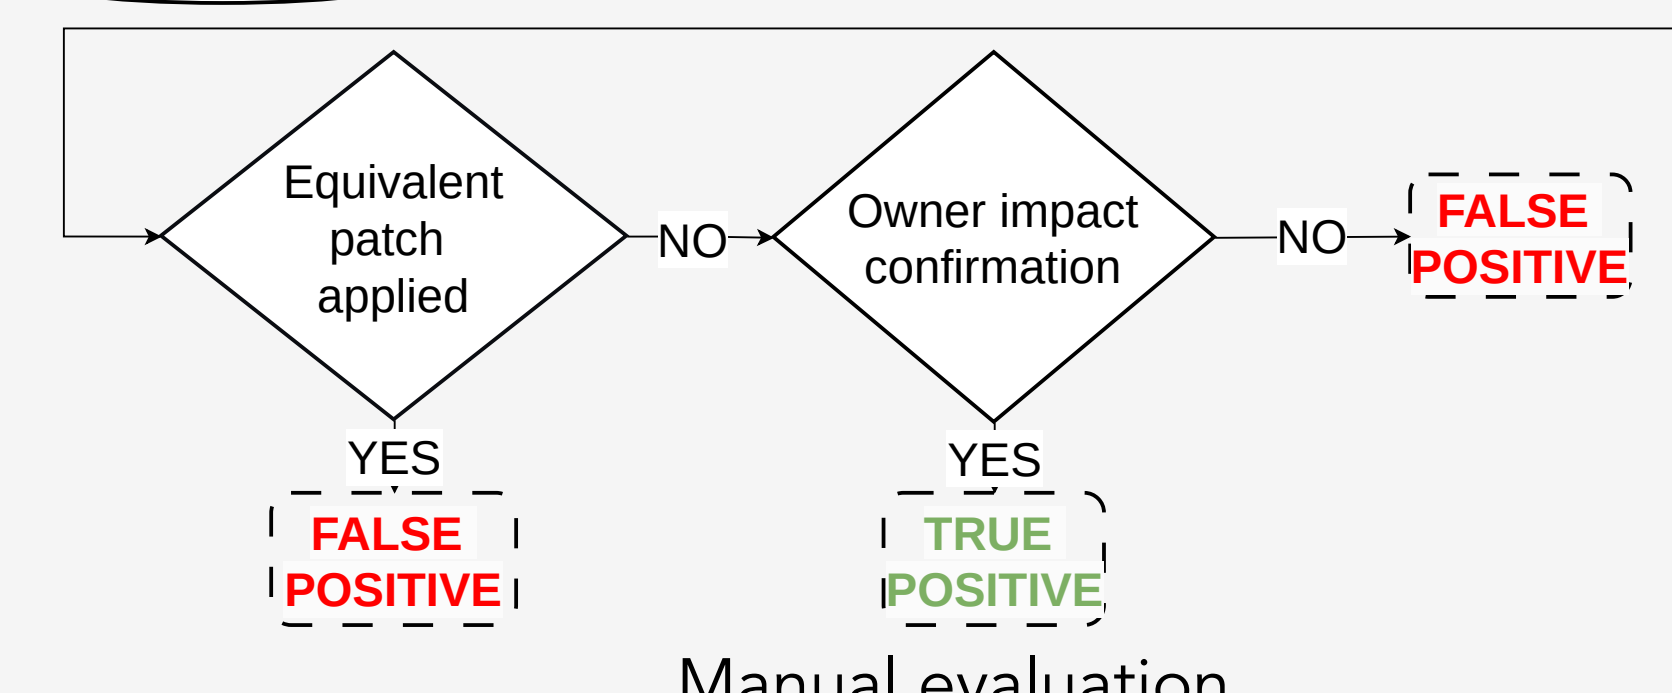 Equivalent
patch
applied
NO
Owner impact
confirmation
NO
FALSE
POSITIVE
YES
FALSE
POSITIVE
YES
TRUE
POSITIVE
Manual evaluation